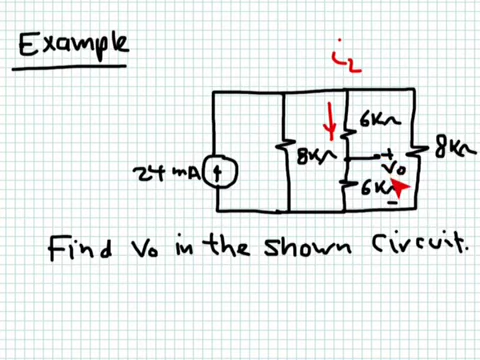 Example
i₂
6KΩ
8KΩ
+
Vo
8KΩ
24 mA
6KΩ
-
Find Vo in the shown Circuit.